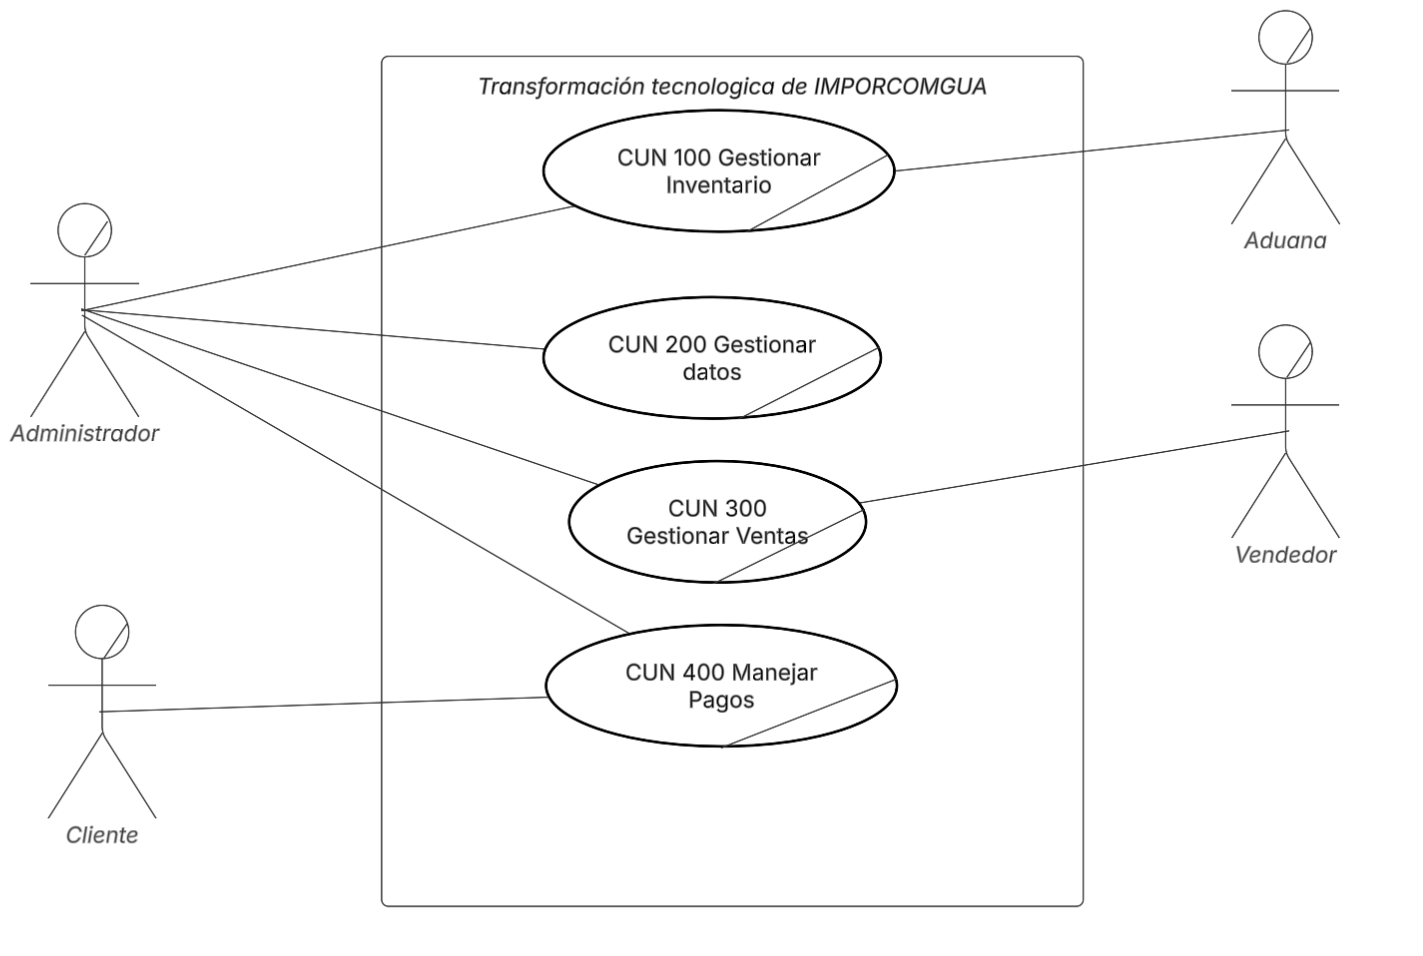 Transformación tecnologica de IMPORCOMGUA
CUN 100 Gestionar
Inventario
Aduana
CUN 200 Gestionar
datos
Administrador
CUN 300
Gestionar Ventas
Vendedor
CUN 400 Manejar
Pagos
Cliente